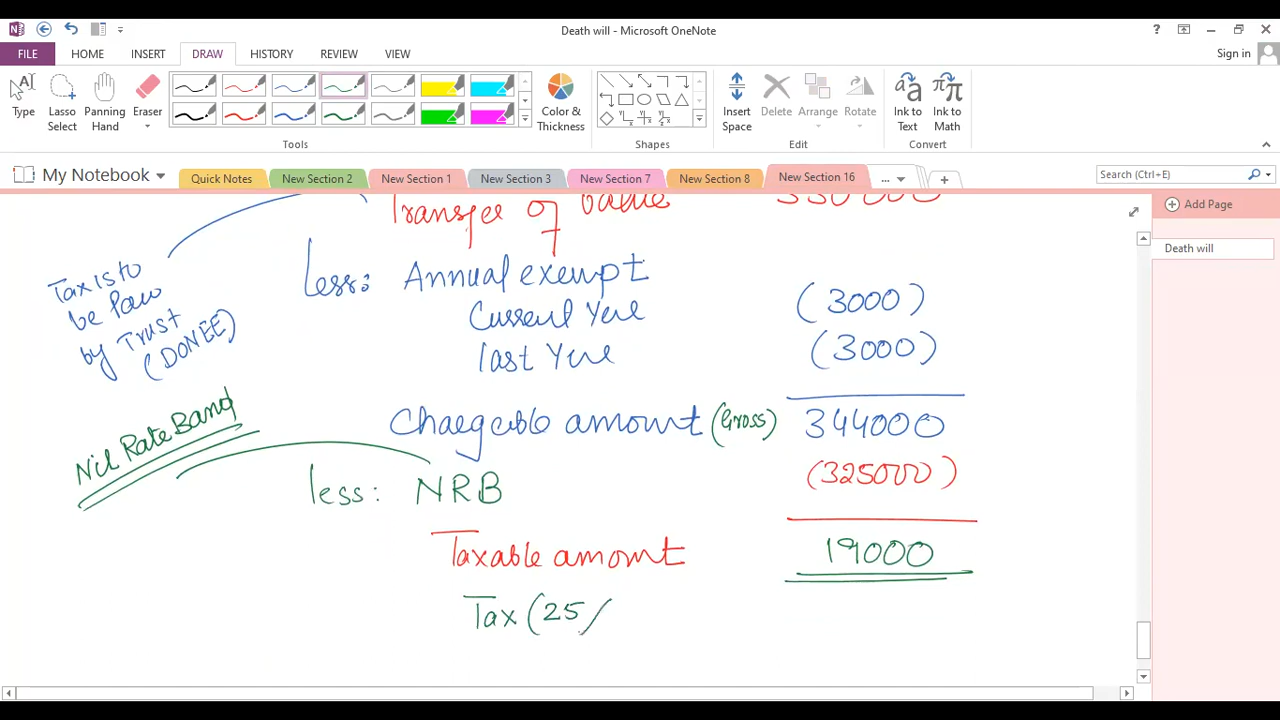 Death will - Microsoft OneNote
FILE HOME INSERT DRAW HISTORY REVIEW VIEW
Sign in
Type
Lasso Select
Panning Hand
Eraser
Color & Thickness
Insert Space
Delete
Arrange
Rotate
Ink to Text
Ink to Math
Tools
Shapes
Edit
Convert
My Notebook
Quick Notes
New Section 2
New Section 1
New Section 3
New Section 7
New Section 8
New Section 16
...
Search (Ctrl+E)
Add Page
Death will
Transfer of Value 350000
less: Annual exempt
Current Year (3000)
last Year (3000)
Tax is to
be
by Trust
(DONEE)
Chargeable amount (Gross) 344000
Nil Rate Band
less: NRB (325000)
Taxable amomt 19000
Tax (25/